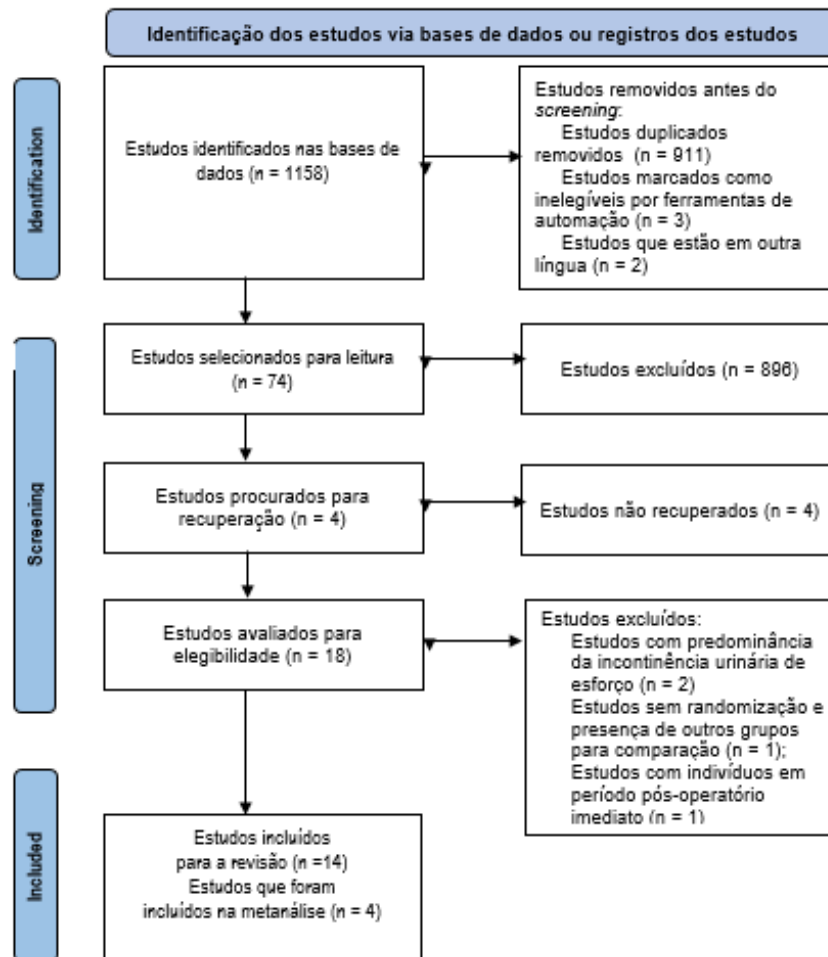 Identificação dos estudos via bases de dados ou registros dos estudos
Identification
Estudos identificados nas bases de
dados (n = 1158)
Estudos removidos antes do
screening:
Estudos duplicados
removidos (n = 911)
Estudos marcados como
inelegíveis por ferramentas de
automação (n = 3)
Estudos que estão em outra
língua (n = 2)
Screening
Estudos selecionados para leitura
(n = 74)
Estudos excluídos (n = 896)
Estudos procurados para
recuperação (n = 4)
Estudos não recuperados (n = 4)
Estudos avaliados para
elegibilidade (n = 18)
Estudos excluídos:
Estudos com predominância
da incontinência urinária de
esforço (n = 2)
Estudos sem randomização e
presença de outros grupos
para comparação (n = 1);
Estudos com indivíduos em
período pós-operatório
imediato (n = 1)
Included
Estudos incluídos
para a revisão (n =14)
Estudos que foram
incluídos na metanálise (n = 4)